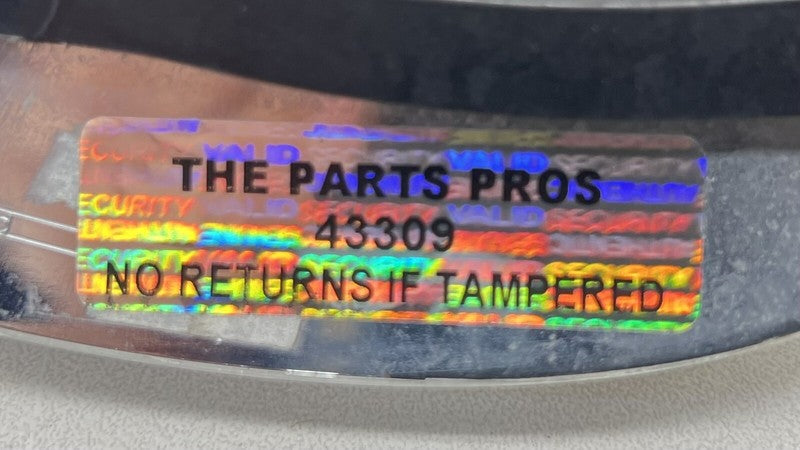 THE PARTS PROS
43309
NO RETURNS IF TAMPERED